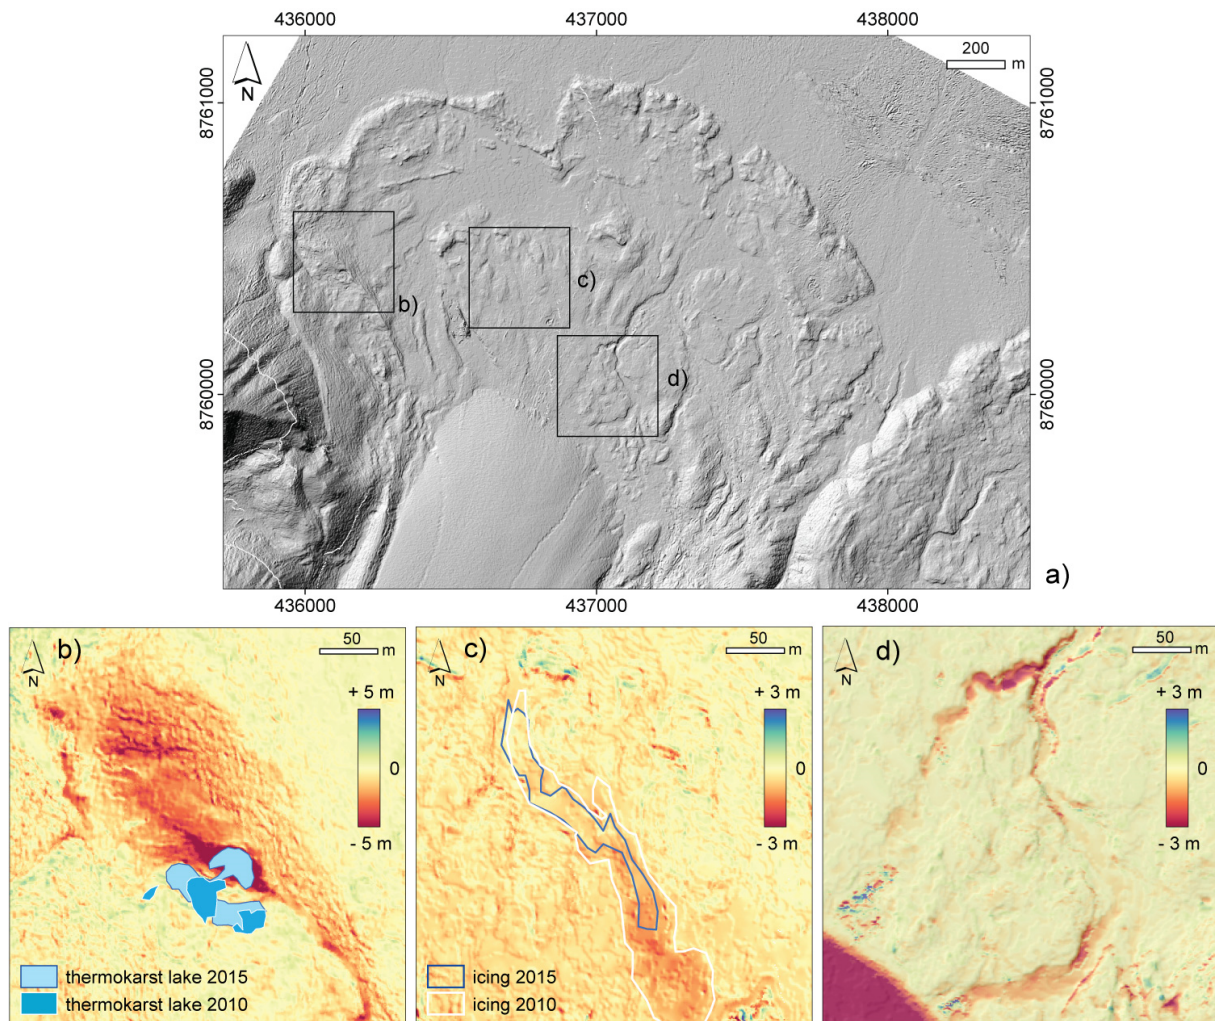 436000 437000 438000
N
200
m
8761000 8761000
b)
c)
d)
8760000 8760000
a)
436000 437000 438000
b)
N
50
m
+ 5 m
0
- 5 m
thermokarst lake 2015
thermokarst lake 2010
c)
N
50
m
+ 3 m
0
- 3 m
icing 2015
icing 2010
d)
N
50
m
+ 3 m
0
- 3 m